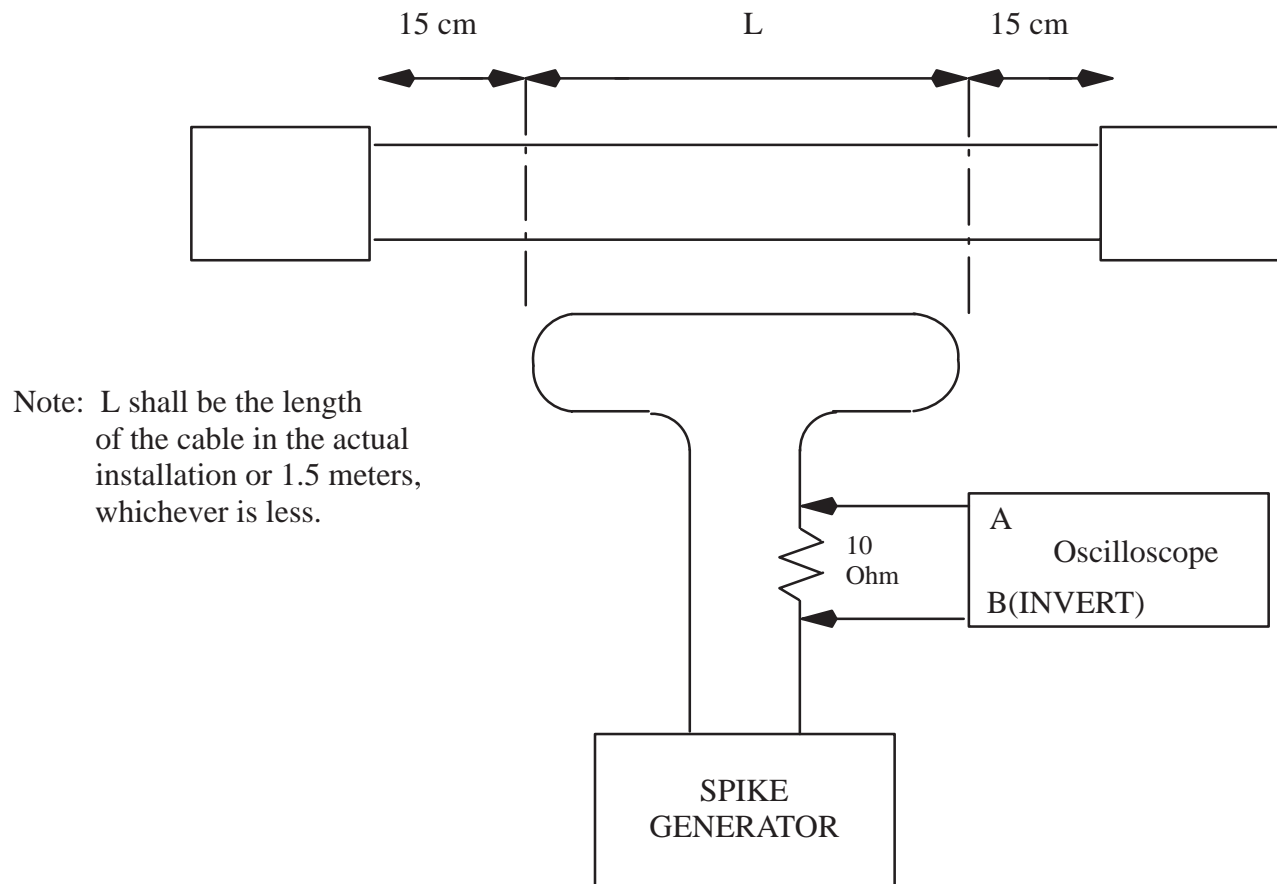 15 cm
L
15 cm
Note: L shall be the length
of the cable in the actual
installation or 1.5 meters,
whichever is less.
A
Oscilloscope
B(INVERT)
10
Ohm
SPIKE
GENERATOR